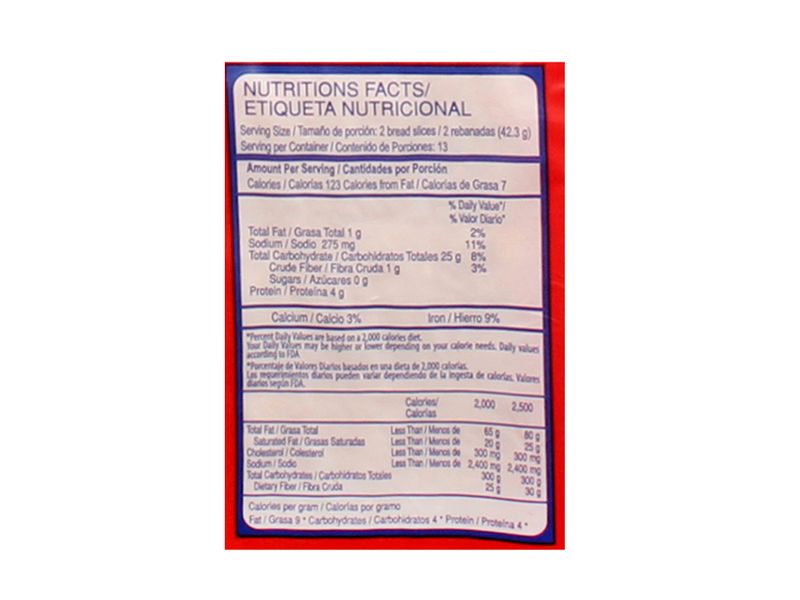 NUTRITIONS FACTS/
ETIQUETA NUTRICIONAL
Serving Size / Tamaño de porción: 2 bread slices / 2 rebanadas (42.3 g)
Serving per Container / Contenido de Porciones: 13
Amount Per Serving / Cantidades por Porción
Calories / Calorias 123 Calories from Fat / Calorias de Grasa 7
% Daily Value*/
% Valor Diario*
Total Fat / Grasa Total 1 g 2%
Sodium / Sodio 275 mg 11%
Total Carbohydrate / Carbohidratos Totales 25 g 8%
Crude Fiber / Fibra Cruda 1 g 3%
Sugars / Azúcares 0 g
Protein / Proteína 4 g
Calcium / Calcio 3% Iron / Hierro 9%
*Percent Daily Values are based on a 2,000 calories diet.
Your Daily Values may be higher or lower depending on your calorie needs. Daily values
according to FDA
*Porcentaje de Valores Diarios basados en una dieta de 2,000 calorías.
Los requerimientos diarios pueden variar dependiendo de la ingesta de calorías. Valores
diarios según FDA.
Calories/ 2,000 2,500
Calorías
Total Fat / Grasa Total Less Than / Menos de 65 g 80 g
Saturated Fat / Grasas Saturadas Less Than / Menos de 20 g 25 g
Cholesterol / Colesterol Less Than / Menos de 300 mg 300 mg
Sodium / Sodio Less Than / Menos de 2,400 mg 2,400 mg
Total Carbohydrates / Carbohidratos Totales 300 g 300 g
Dietary Fiber / Fibra Cruda 25 g 30 g
Calories per gram / Calorías por gramo
Fat / Grasa 9 * Carbohydrates / Carbohidratos 4 * Protein / Proteína 4 *